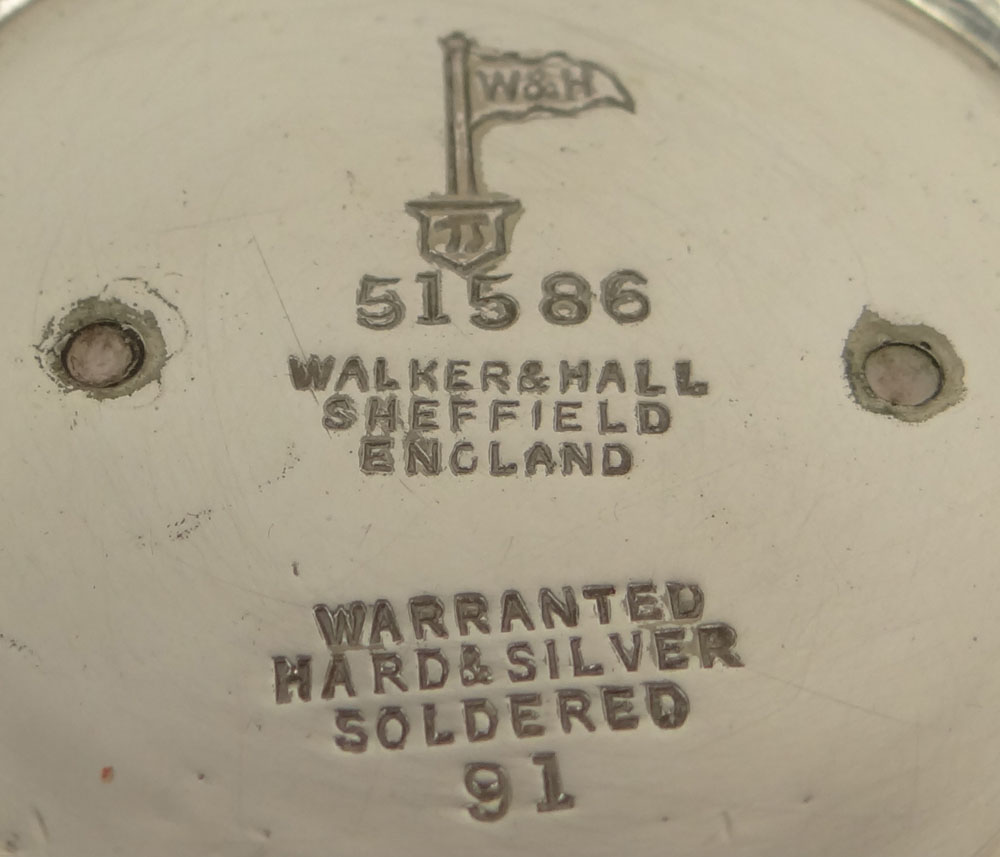 W&H
51586
WALKER&HALL
SHEFFIELD
ENGLAND
WARRANTED
HARD&SILVER
SOLDERED
91